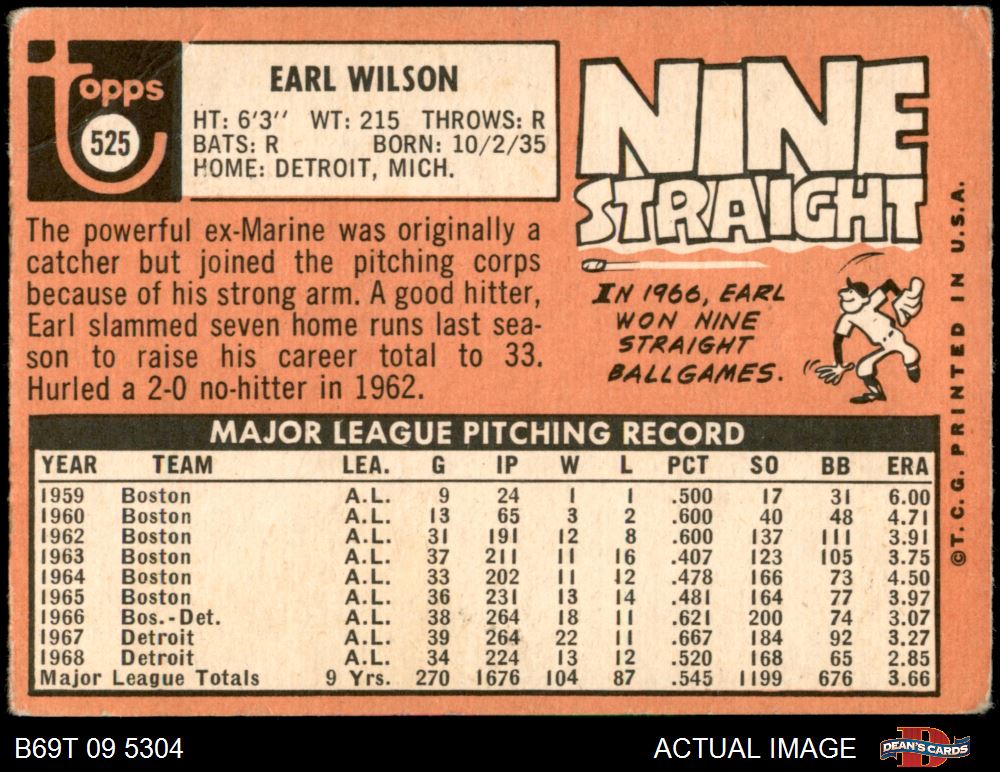 Topps
525
EARL WILSON
HT: 6'3" WT: 215 THROWS: R
BATS: R BORN: 10/2/35
HOME: DETROIT, MICH.
The powerful ex-Marine was originally a
catcher but joined the pitching corps
because of his strong arm. A good hitter,
Earl slammed seven home runs last sea-
son to raise his career total to 33.
Hurled a 2-0 no-hitter in 1962.
NINE
STRAIGHT
IN 1966, EARL
WON NINE
STRAIGHT
BALLGAMES.
MAJOR LEAGUE PITCHING RECORD
YEAR TEAM LEA. G IP W L PCT SO BB ERA
1959 Boston A.L. 9 24 1 1 .500 17 31 6.00
1960 Boston A.L. 13 65 3 2 .600 40 48 4.71
1962 Boston A.L. 31 191 12 8 .600 137 111 3.91
1963 Boston A.L. 37 211 11 16 .407 123 105 3.75
1964 Boston A.L. 33 202 11 12 .478 166 73 4.50
1965 Boston A.L. 36 231 13 14 .481 164 77 3.97
1966 Bos.-Det. A.L. 38 264 18 11 .621 200 74 3.07
1967 Detroit A.L. 39 264 22 11 .667 184 92 3.27
1968 Detroit A.L. 34 224 13 12 .520 168 65 2.85
Major League Totals 9 Yrs. 270 1676 104 87 .545 1199 676 3.66
©T. C. G. PRINTED IN U.S.A.
B69T 09 5304
ACTUAL IMAGE
D
DEAN'S CARDS